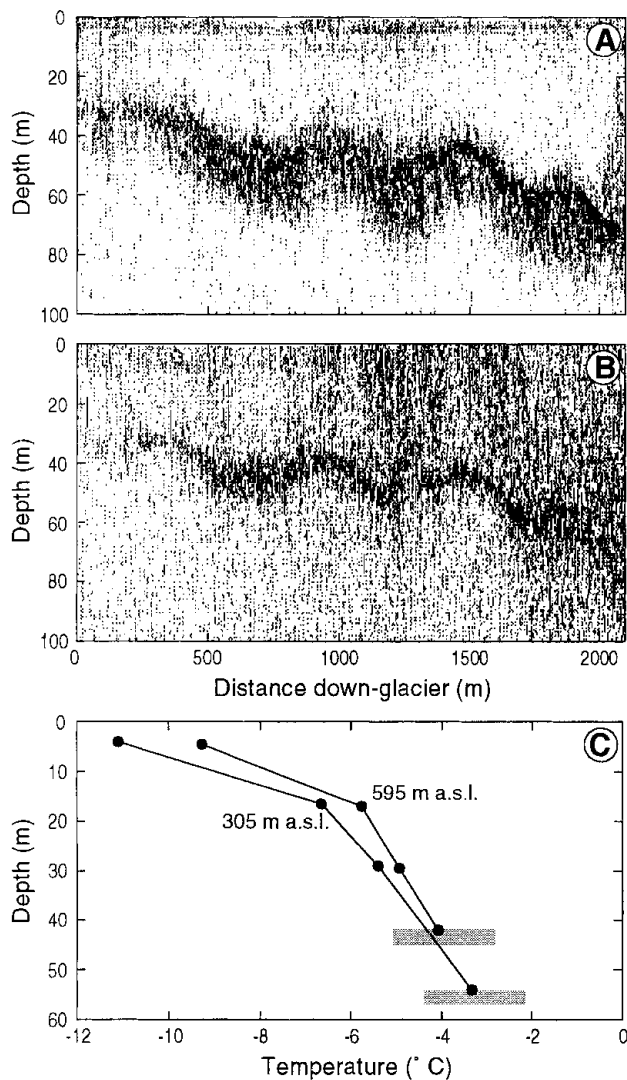 0
20
40
60
80
100
Depth (m)
A
0
20
40
60
80
100
Depth (m)
B
0 500 1000 1500 2000
Distance down-glacier (m)
0
10
20
30
40
50
60
Depth (m)
C
595 m a.s.l.
305 m a.s.l.
-12 -10 -8 -6 -4 -2 0
Temperature (° C)